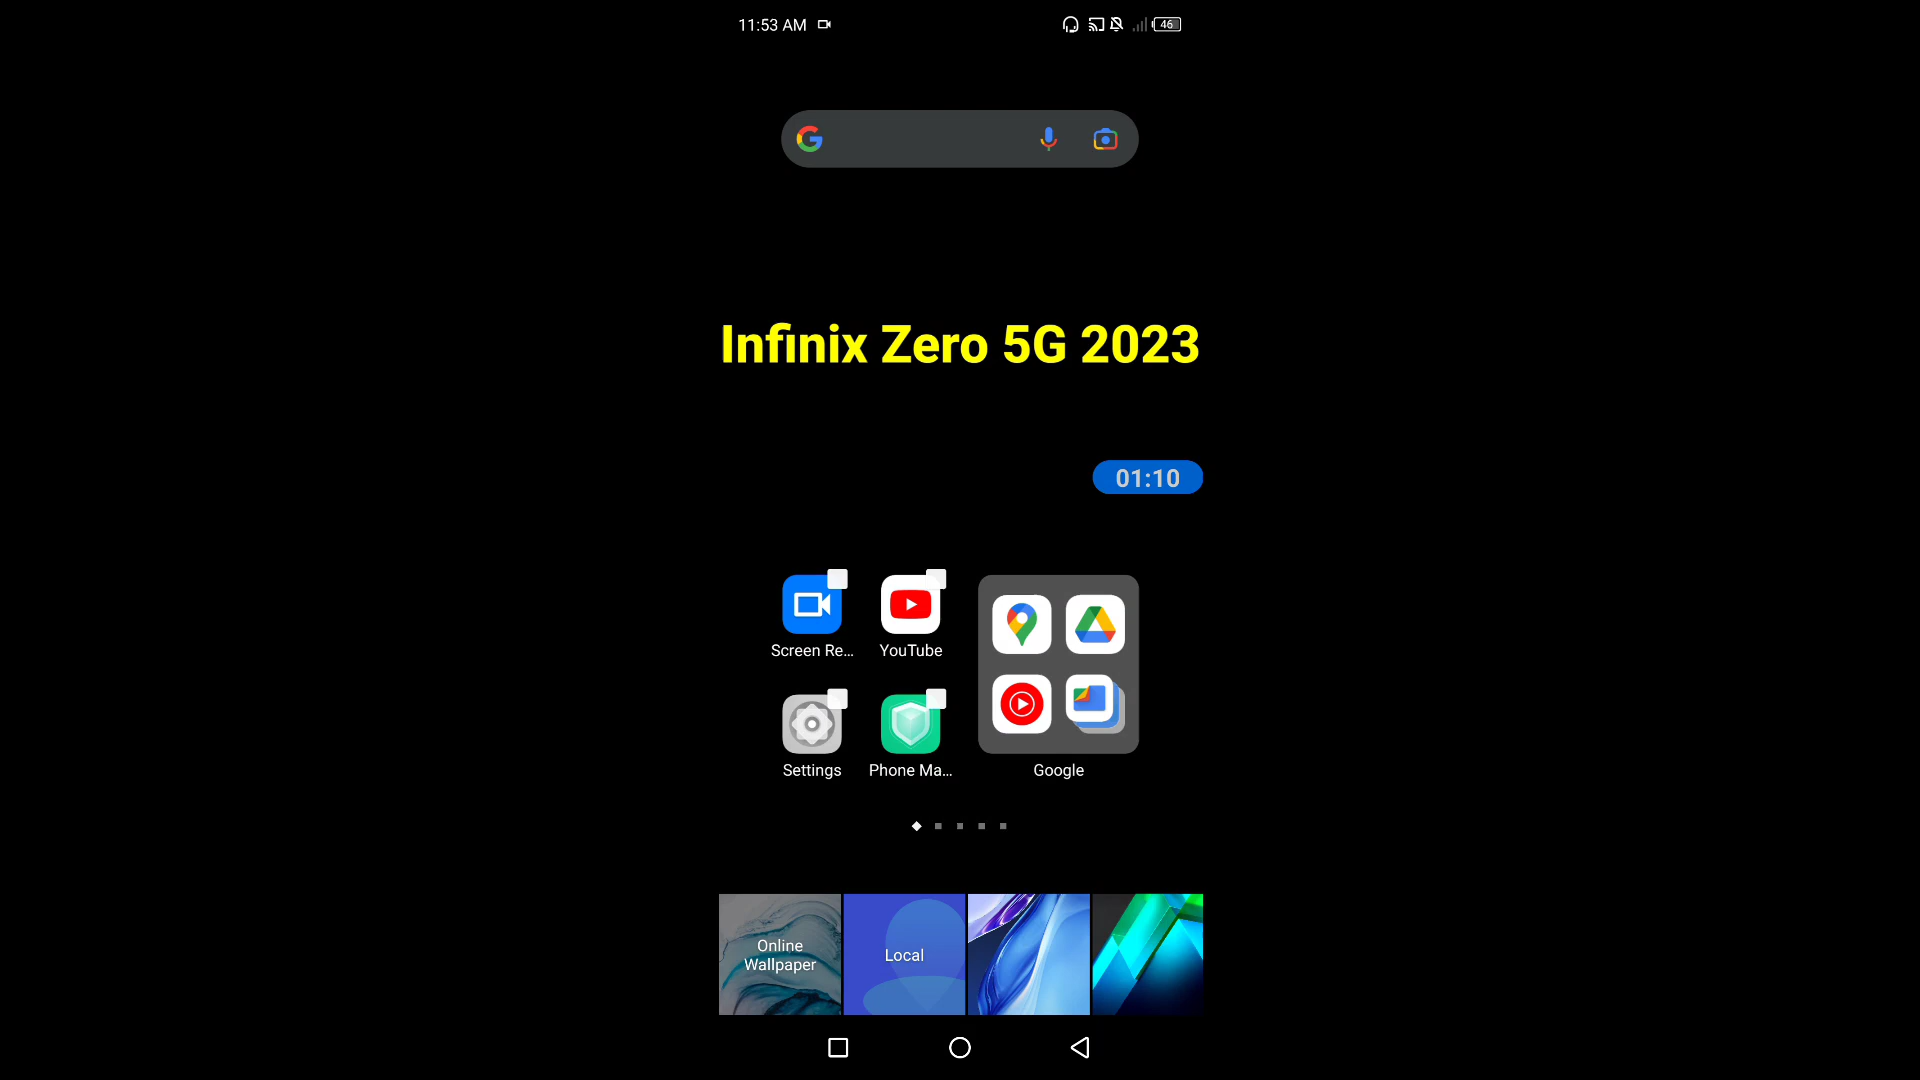 11:53 AM
46
Infinix Zero 5G 2023
01:10
Screen Re...
YouTube
Settings
Phone Ma...
Google
Online
Wallpaper
Local